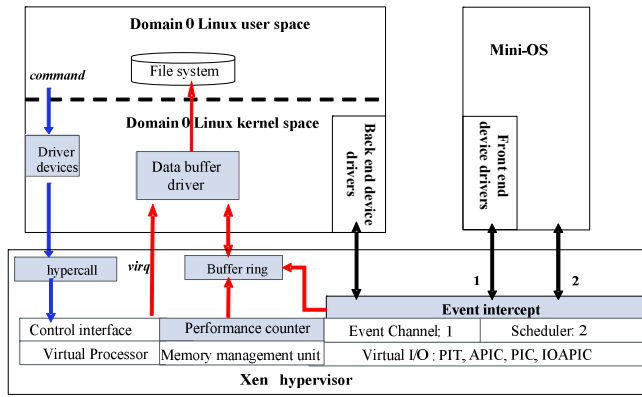 Domain 0 Linux user space
command
File system
Domain 0 Linux kernel space
Driver
devices
Data buffer
driver
Back end device
drivers
Mini-OS
Front end
device drivers
hypercall
virq
Buffer ring
1
2
Event intercept
Control interface
Performance counter
Event Channel: 1
Scheduler: 2
Virtual Processor
Memory management unit
Virtual I/O : PIT, APIC, PIC, IOAPIC
Xen hypervisor